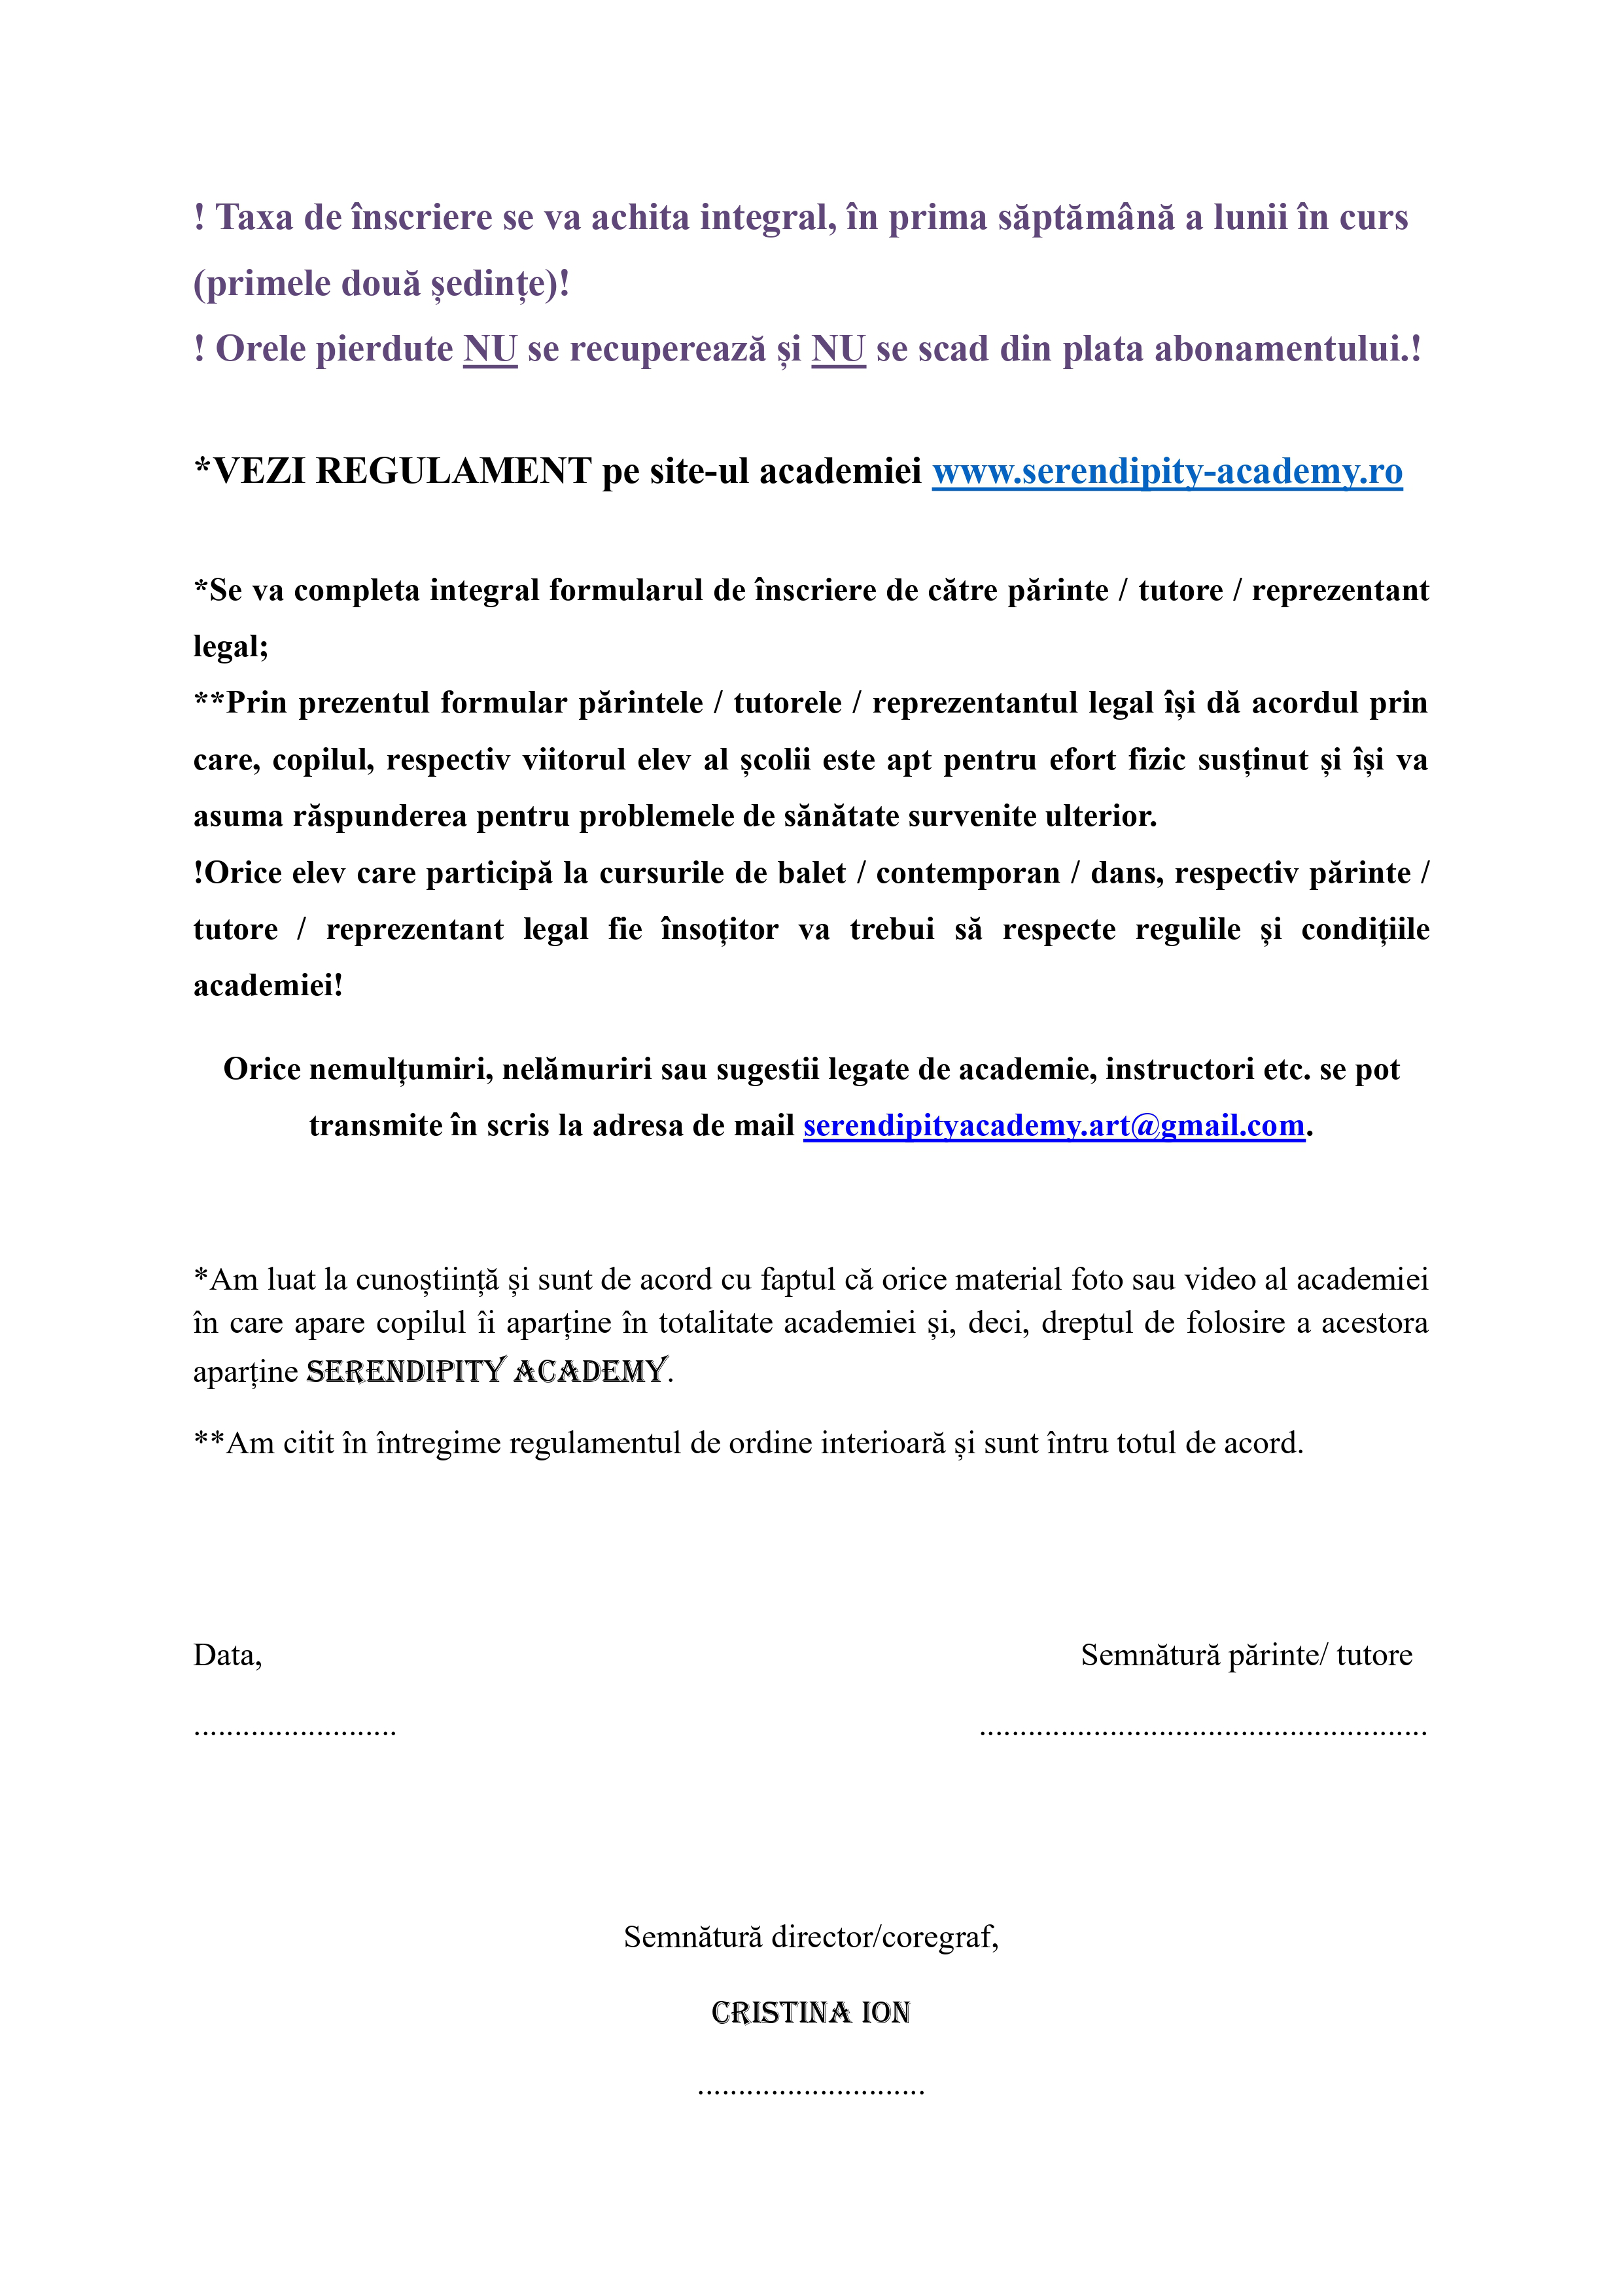 ! Taxa de înscriere se va achita integral, în prima săptămână a lunii în curs
(primele două ședințe)!
! Orele pierdute NU se recuperează și NU se scad din plata abonamentului.!
*VEZI REGULAMENT pe site-ul academiei www.serendipity-academy.ro
*Se va completa integral formularul de înscriere de către părinte / tutore / reprezentant
legal;
**Prin prezentul formular părintele / tutorele / reprezentantul legal își dă acordul prin
care, copilul, respectiv viitorul elev al școlii este apt pentru efort fizic susținut și își va
asuma răspunderea pentru problemele de sănătate survenite ulterior.
!Orice elev care participă la cursurile de balet / contemporan / dans, respectiv părinte /
tutore / reprezentant legal fie însoțitor va trebui să respecte regulile și condițiile
academiei!
Orice nemulțumiri, nelămuriri sau sugestii legate de academie, instructori etc. se pot
transmite în scris la adresa de mail serendipityacademy.art@gmail.com.
*Am luat la cunoștiință și sunt de acord cu faptul că orice material foto sau video al academiei
în care apare copilul îi aparține în totalitate academiei și, deci, dreptul de folosire a acestora
aparține SERENDIPITY ACADEMY.
**Am citit în întregime regulamentul de ordine interioară și sunt întru totul de acord.
Data, Semnătură părinte/ tutore
......................... .......................................................
Semnătură director/coregraf,
CRISTINA ION
............................